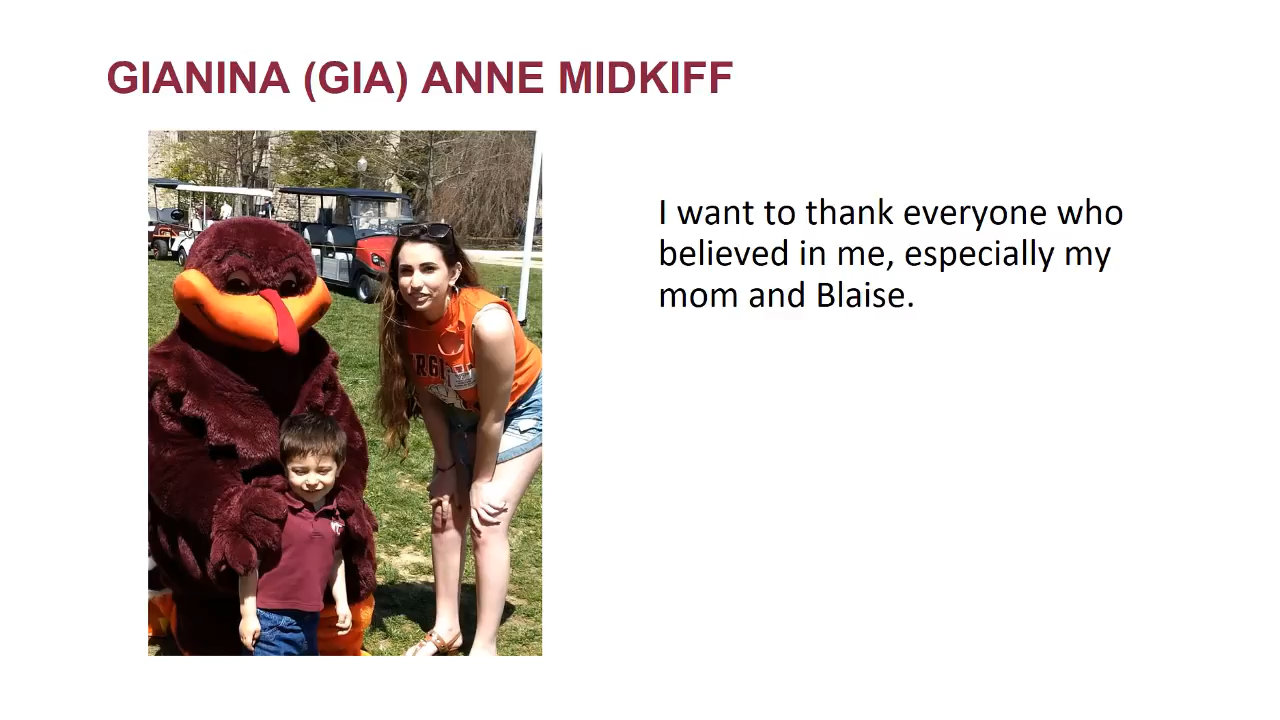 GIANINA (GIA) ANNE MIDKIFF
I want to thank everyone who
believed in me, especially my
mom and Blaise.